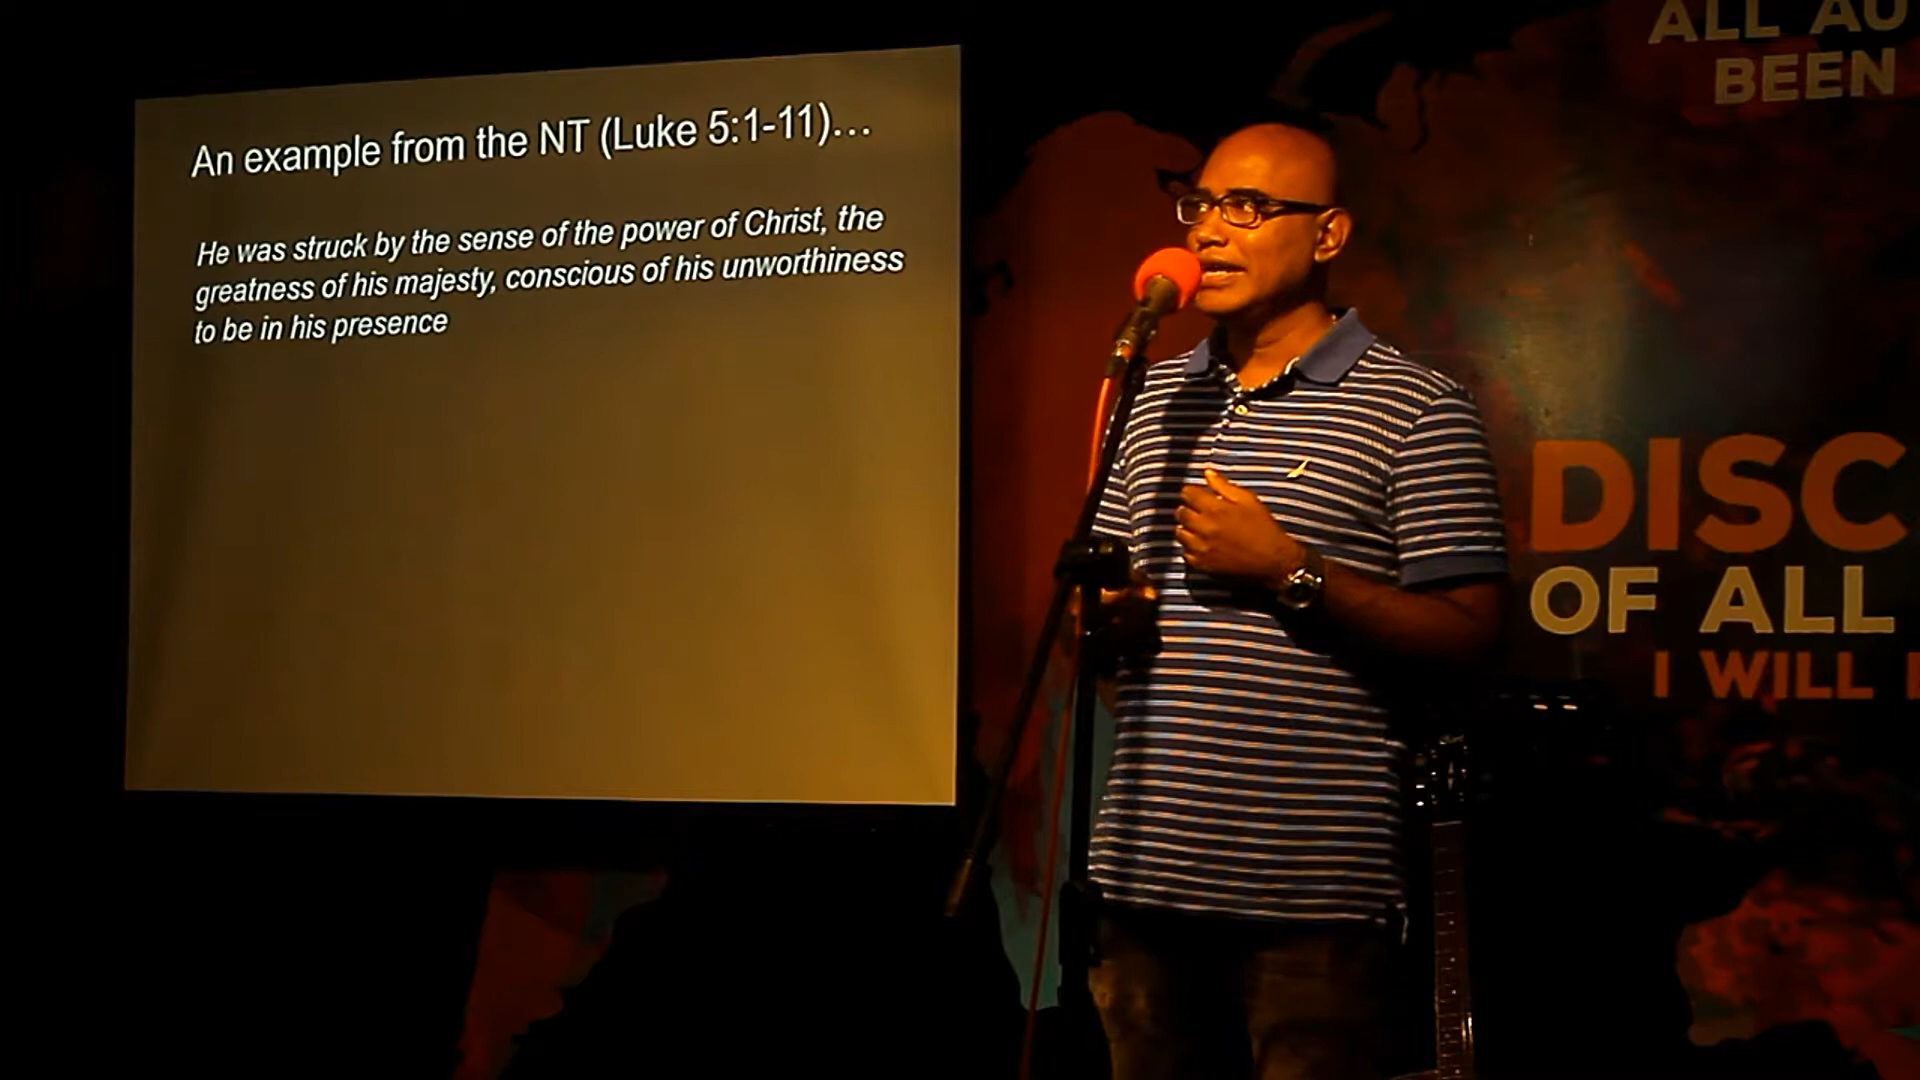 An example from the NT (Luke 5:1-11)...
He was struck by the sense of the power of Christ, the
greatness of his majesty, conscious of his unworthiness
to be in his presence
ALL AU
BEEN
DISC
OF ALL
I WILL